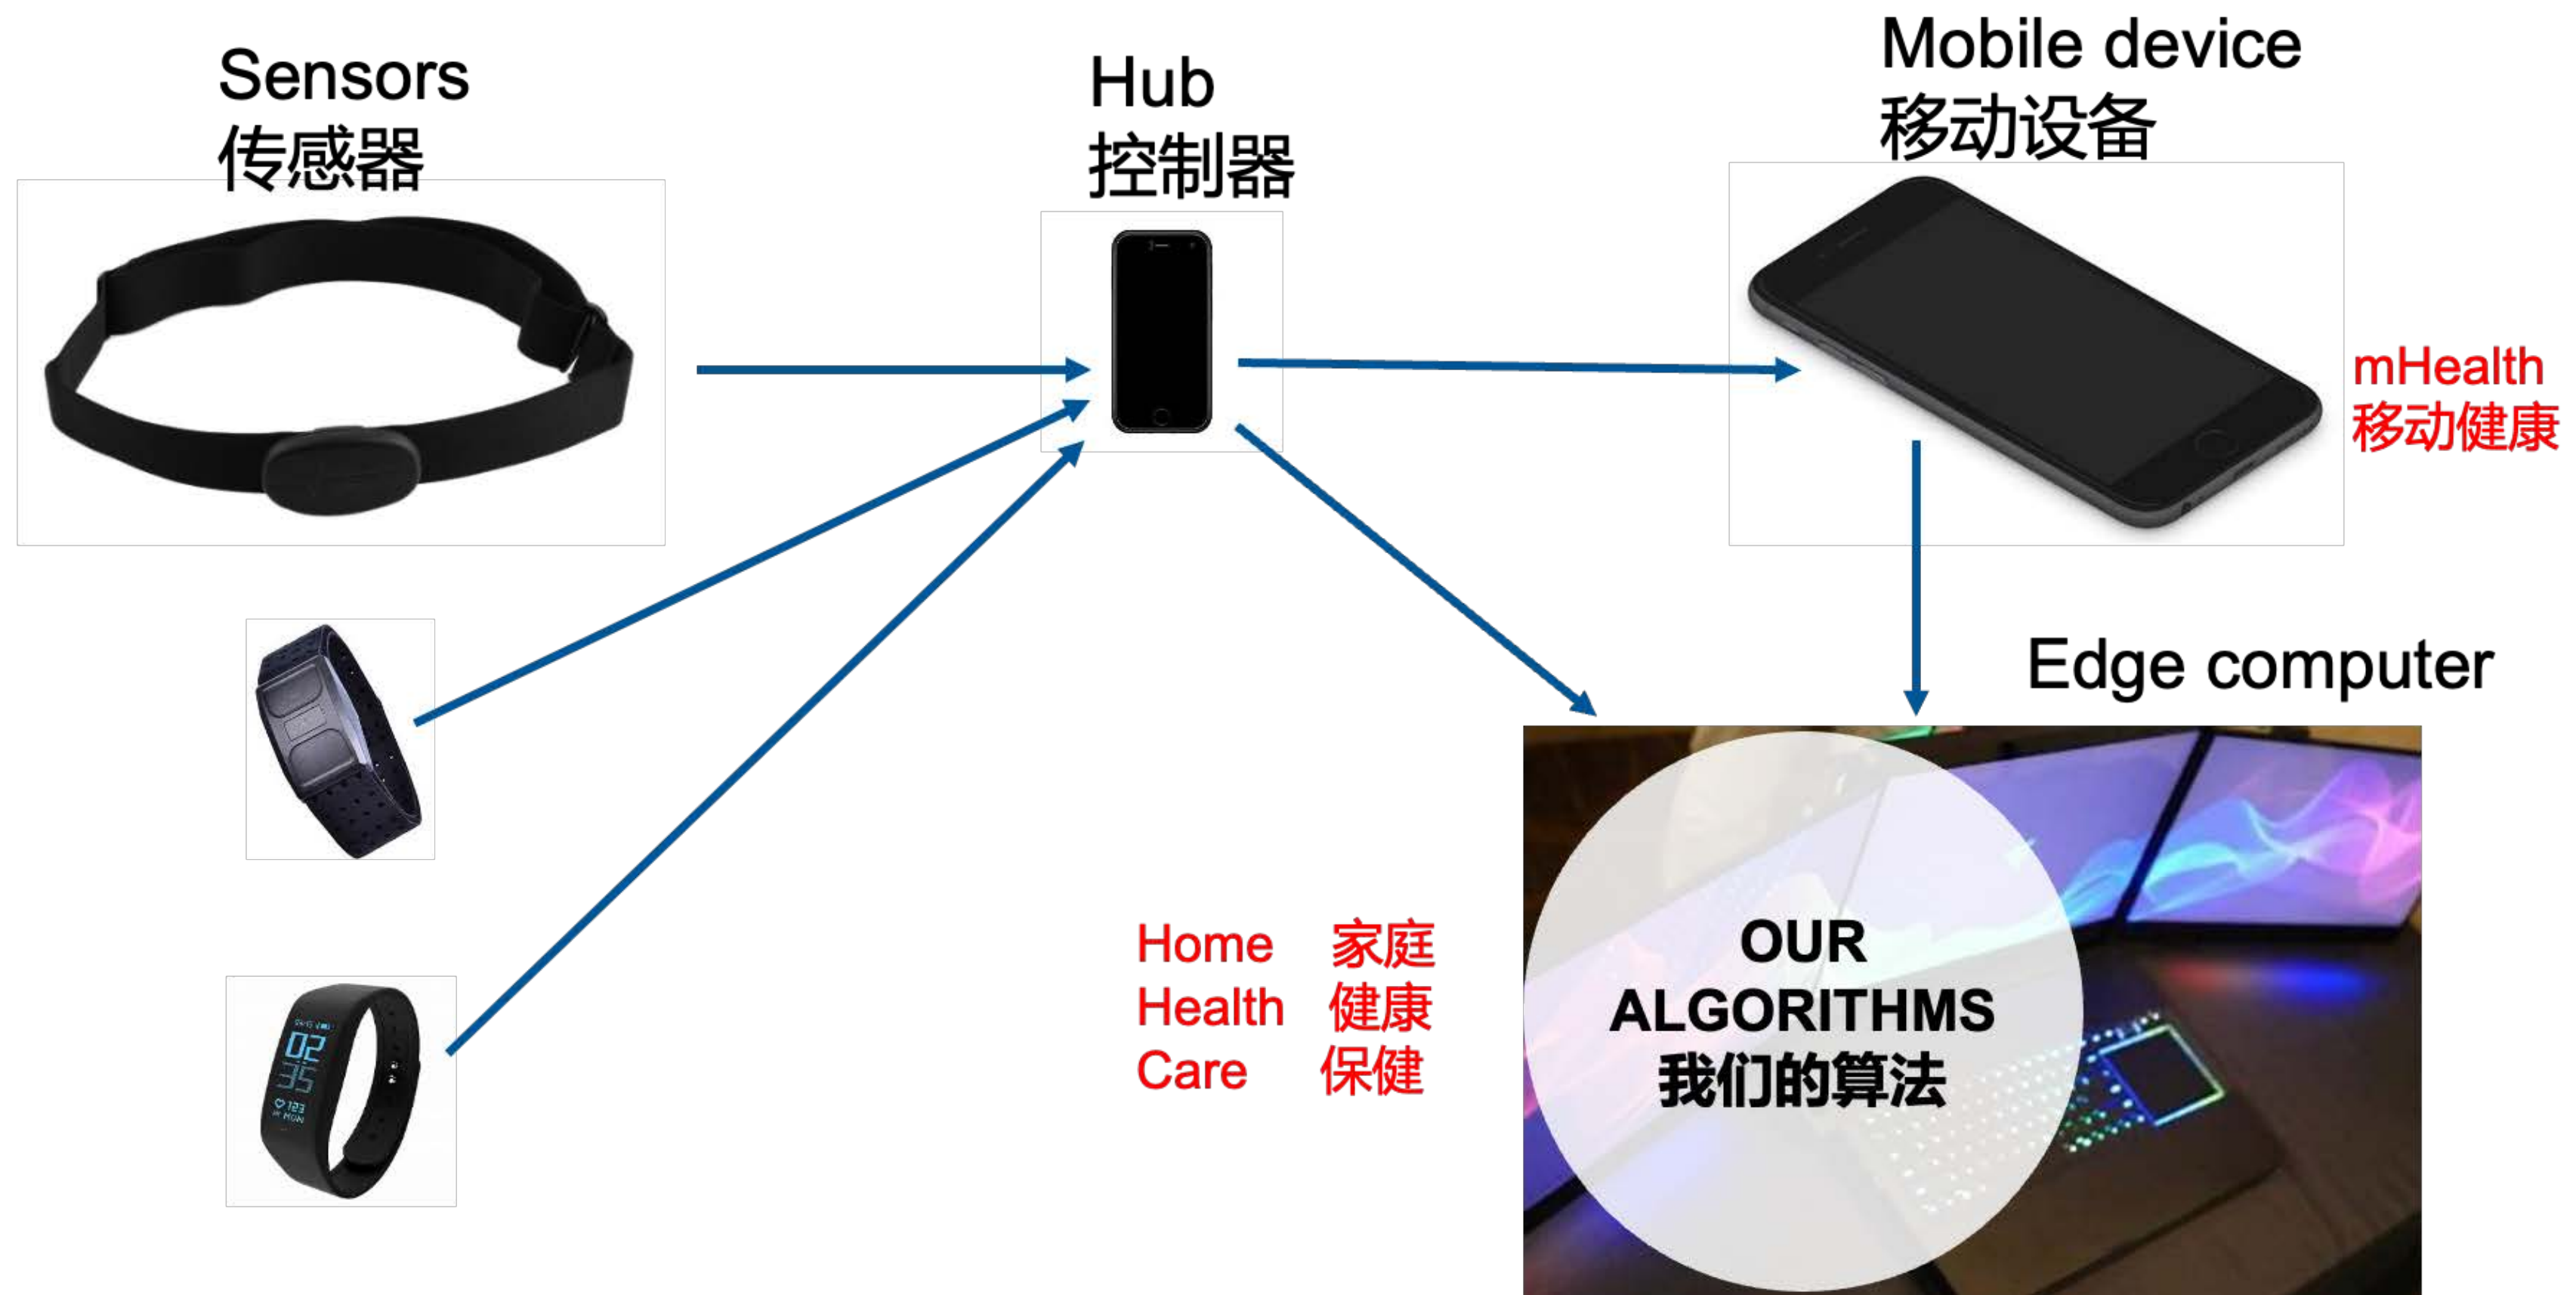 Sensors
传感器
Hub
控制器
Mobile device
移动设备
mHealth
移动健康
Edge computer
Home 家庭
Health 健康
Care 保健
OUR
ALGORITHMS
我们的算法
02
35
123